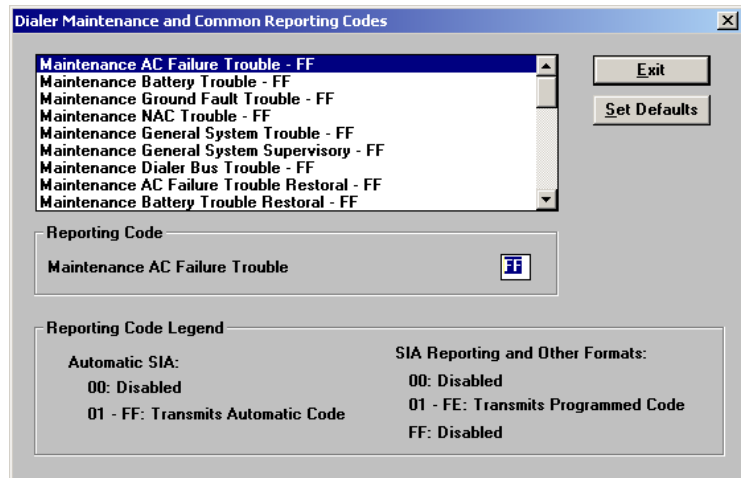 Dialer Maintenance and Common Reporting Codes
Maintenance AC Failure Trouble - FF
Maintenance Battery Trouble - FF
Maintenance Ground Fault Trouble - FF
Maintenance NAC Trouble - FF
Maintenance General System Trouble - FF
Maintenance General System Supervisory - FF
Maintenance Dialer Bus Trouble - FF
Maintenance AC Failure Trouble Restoral - FF
Maintenance Battery Trouble Restoral - FF
Exit
Set Defaults
Reporting Code
Maintenance AC Failure Trouble
FF
Reporting Code Legend
Automatic SIA:
00: Disabled
01 - FF: Transmits Automatic Code
SIA Reporting and Other Formats:
00: Disabled
01 - FE: Transmits Programmed Code
FF: Disabled